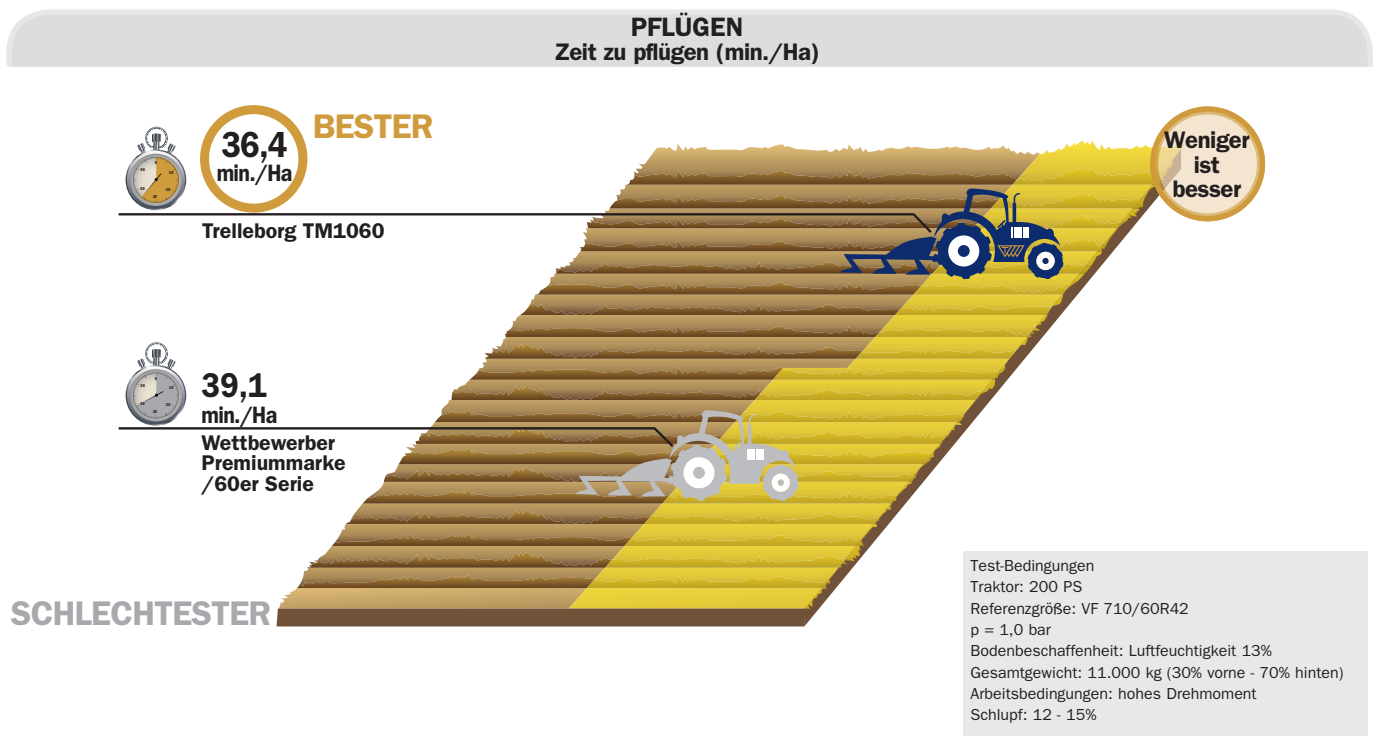 PFLÜGEN
Zeit zu pflügen (min./Ha)
BESTER
36,4
min./Ha
Trelleborg TM1060
Weniger
ist
besser
39,1
min./Ha
Wettbewerber
Premiummarke
/60er Serie
SCHLECHTESTER
Test-Bedingungen
Traktor: 200 PS
Referenzgröße: VF 710/60R42
p = 1,0 bar
Bodenbeschaffenheit: Luftfeuchtigkeit 13%
Gesamtgewicht: 11.000 kg (30% vorne - 70% hinten)
Arbeitsbedingungen: hohes Drehmoment
Schlupf: 12 - 15%